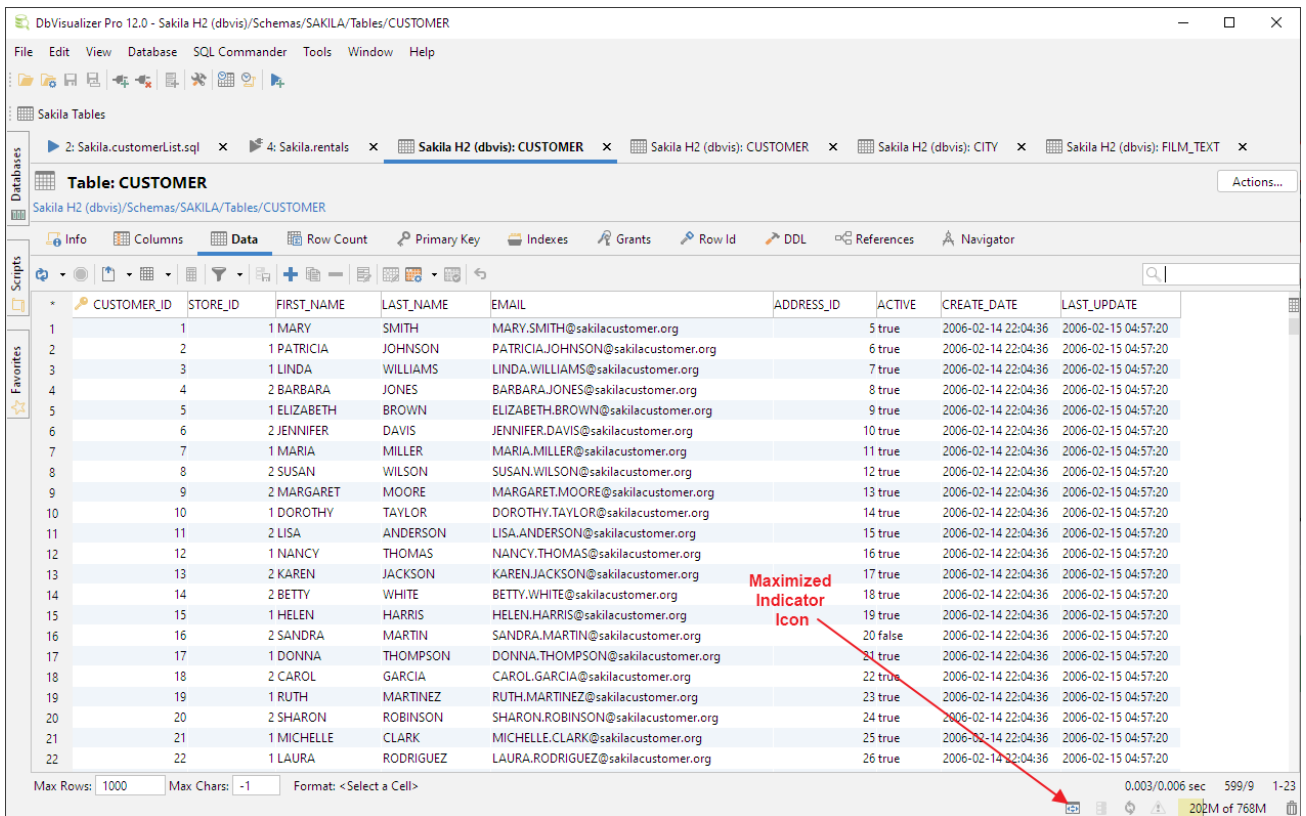 DbVisualizer Pro 12.0 - Sakila H2 (dbvis)/Schemas/SAKILA/Tables/CUSTOMER
File Edit View Database SQL Commander Tools Window Help
Sakila Tables
2: Sakila.customerList.sql 4: Sakila.rentals Sakila H2 (dbvis): CUSTOMER Sakila H2 (dbvis): CUSTOMER Sakila H2 (dbvis): CITY Sakila H2 (dbvis): FILM_TEXT
Databases
Scripts
Favorites
Table: CUSTOMER Actions...
Sakila H2 (dbvis)/Schemas/SAKILA/Tables/CUSTOMER
Info Columns Data Row Count Primary Key Indexes Grants Row Id DDL References Navigator
* CUSTOMER_ID STORE_ID FIRST_NAME LAST_NAME EMAIL ADDRESS_ID ACTIVE CREATE_DATE LAST_UPDATE
1 1 1 MARY SMITH MARY.SMITH@sakilacustomer.org 5 true 2006-02-14 22:04:36 2006-02-15 04:57:20
2 2 1 PATRICIA JOHNSON PATRICIA.JOHNSON@sakilacustomer.org 6 true 2006-02-14 22:04:36 2006-02-15 04:57:20
3 3 1 LINDA WILLIAMS LINDA.WILLIAMS@sakilacustomer.org 7 true 2006-02-14 22:04:36 2006-02-15 04:57:20
4 4 2 BARBARA JONES BARBARA.JONES@sakilacustomer.org 8 true 2006-02-14 22:04:36 2006-02-15 04:57:20
5 5 1 ELIZABETH BROWN ELIZABETH.BROWN@sakilacustomer.org 9 true 2006-02-14 22:04:36 2006-02-15 04:57:20
6 6 2 JENNIFER DAVIS JENNIFER.DAVIS@sakilacustomer.org 10 true 2006-02-14 22:04:36 2006-02-15 04:57:20
7 7 1 MARIA MILLER MARIA.MILLER@sakilacustomer.org 11 true 2006-02-14 22:04:36 2006-02-15 04:57:20
8 8 2 SUSAN WILSON SUSAN.WILSON@sakilacustomer.org 12 true 2006-02-14 22:04:36 2006-02-15 04:57:20
9 9 2 MARGARET MOORE MARGARET.MOORE@sakilacustomer.org 13 true 2006-02-14 22:04:36 2006-02-15 04:57:20
10 10 1 DOROTHY TAYLOR DOROTHY.TAYLOR@sakilacustomer.org 14 true 2006-02-14 22:04:36 2006-02-15 04:57:20
11 11 2 LISA ANDERSON LISA.ANDERSON@sakilacustomer.org 15 true 2006-02-14 22:04:36 2006-02-15 04:57:20
12 12 1 NANCY THOMAS NANCY.THOMAS@sakilacustomer.org 16 true 2006-02-14 22:04:36 2006-02-15 04:57:20
13 13 2 KAREN JACKSON KAREN.JACKSON@sakilacustomer.org 17 true 2006-02-14 22:04:36 2006-02-15 04:57:20
14 14 2 BETTY WHITE BETTY.WHITE@sakilacustomer.org 18 true 2006-02-14 22:04:36 2006-02-15 04:57:20
15 15 1 HELEN HARRIS HELEN.HARRIS@sakilacustomer.org 19 true 2006-02-14 22:04:36 2006-02-15 04:57:20
16 16 2 SANDRA MARTIN SANDRA.MARTIN@sakilacustomer.org 20 false 2006-02-14 22:04:36 2006-02-15 04:57:20
17 17 1 DONNA THOMPSON DONNA.THOMPSON@sakilacustomer.org 21 true 2006-02-14 22:04:36 2006-02-15 04:57:20
18 18 2 CAROL GARCIA CAROL.GARCIA@sakilacustomer.org 22 true 2006-02-14 22:04:36 2006-02-15 04:57:20
19 19 1 RUTH MARTINEZ RUTH.MARTINEZ@sakilacustomer.org 23 true 2006-02-14 22:04:36 2006-02-15 04:57:20
20 20 2 SHARON ROBINSON SHARON.ROBINSON@sakilacustomer.org 24 true 2006-02-14 22:04:36 2006-02-15 04:57:20
21 21 1 MICHELLE CLARK MICHELLE.CLARK@sakilacustomer.org 25 true 2006-02-14 22:04:36 2006-02-15 04:57:20
22 22 1 LAURA RODRIGUEZ LAURA.RODRIGUEZ@sakilacustomer.org 26 true 2006-02-14 22:04:36 2006-02-15 04:57:20
Maximized
Indicator
Icon
Max Rows: 1000 Max Chars: -1 Format: <Select a Cell> 0.003/0.006 sec 599/9 1-23
202M of 768M